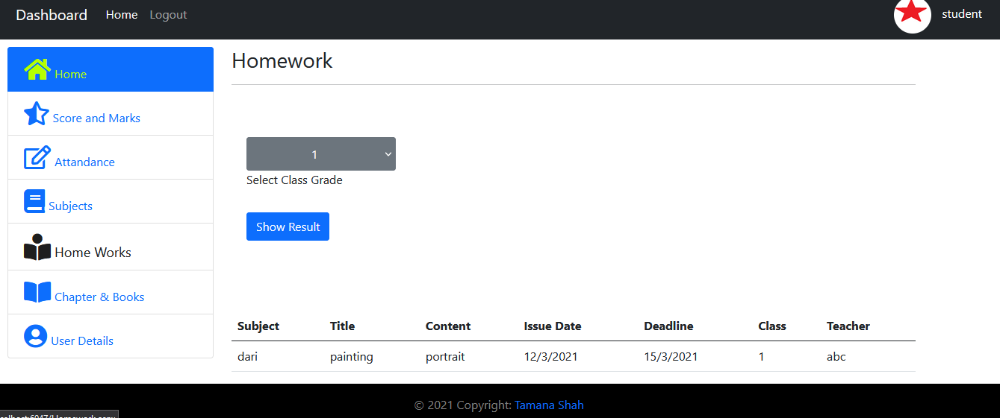 Dashboard Home Logout student
Home
Score and Marks
Attandance
Subjects
Home Works
Chapter & Books
User Details
Homework
1
Select Class Grade
Show Result
Subject Title Content Issue Date Deadline Class Teacher
dari painting portrait 12/3/2021 15/3/2021 1 abc
© 2021 Copyright: Tamana Shah